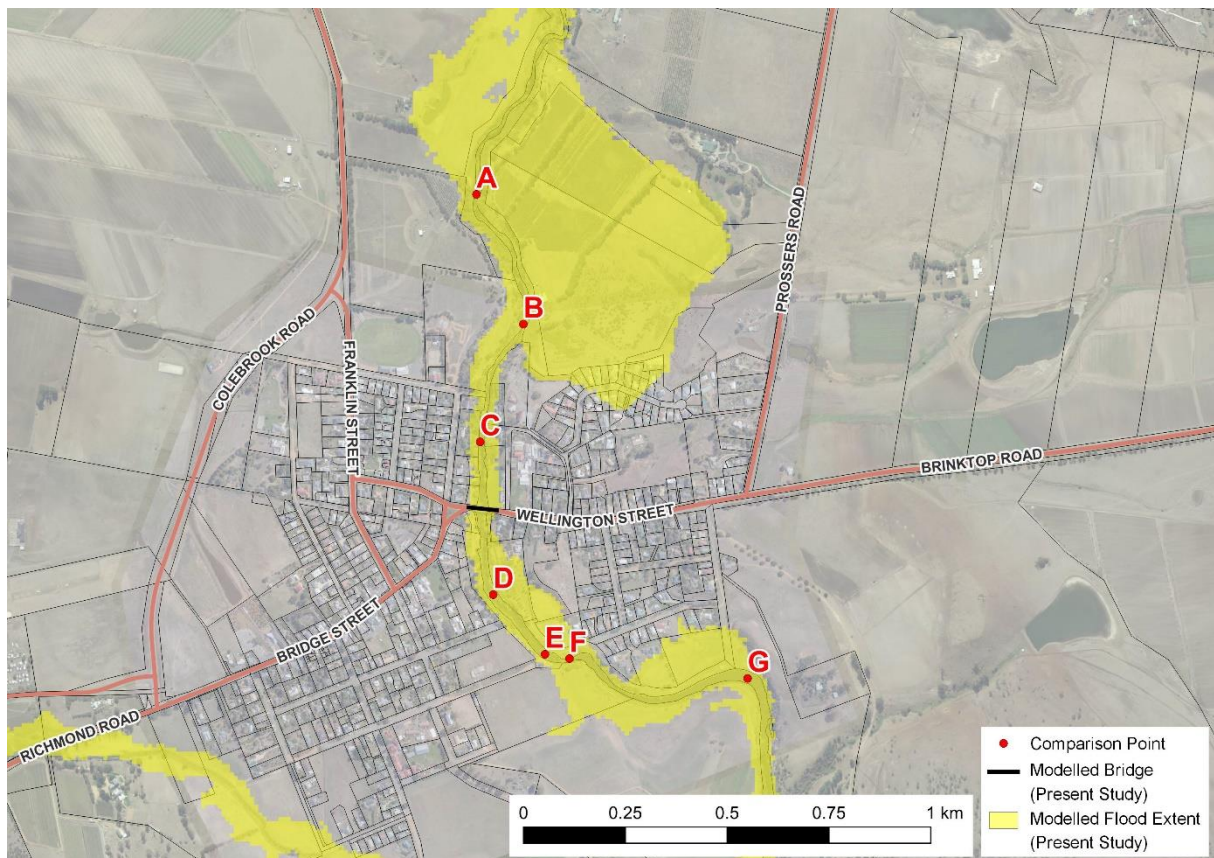 A
PROSSERS ROAD
B
COLEBROOK ROAD
FRANKLIN STREET
C
BRINKTOP ROAD
WELLINGTON STREET
D
BRIDGE STREET
E
F
G
RICHMOND ROAD
Comparison Point
Modelled Bridge
(Present Study)
Modelled Flood Extent
(Present Study)
0 0.25 0.5 0.75 1 km